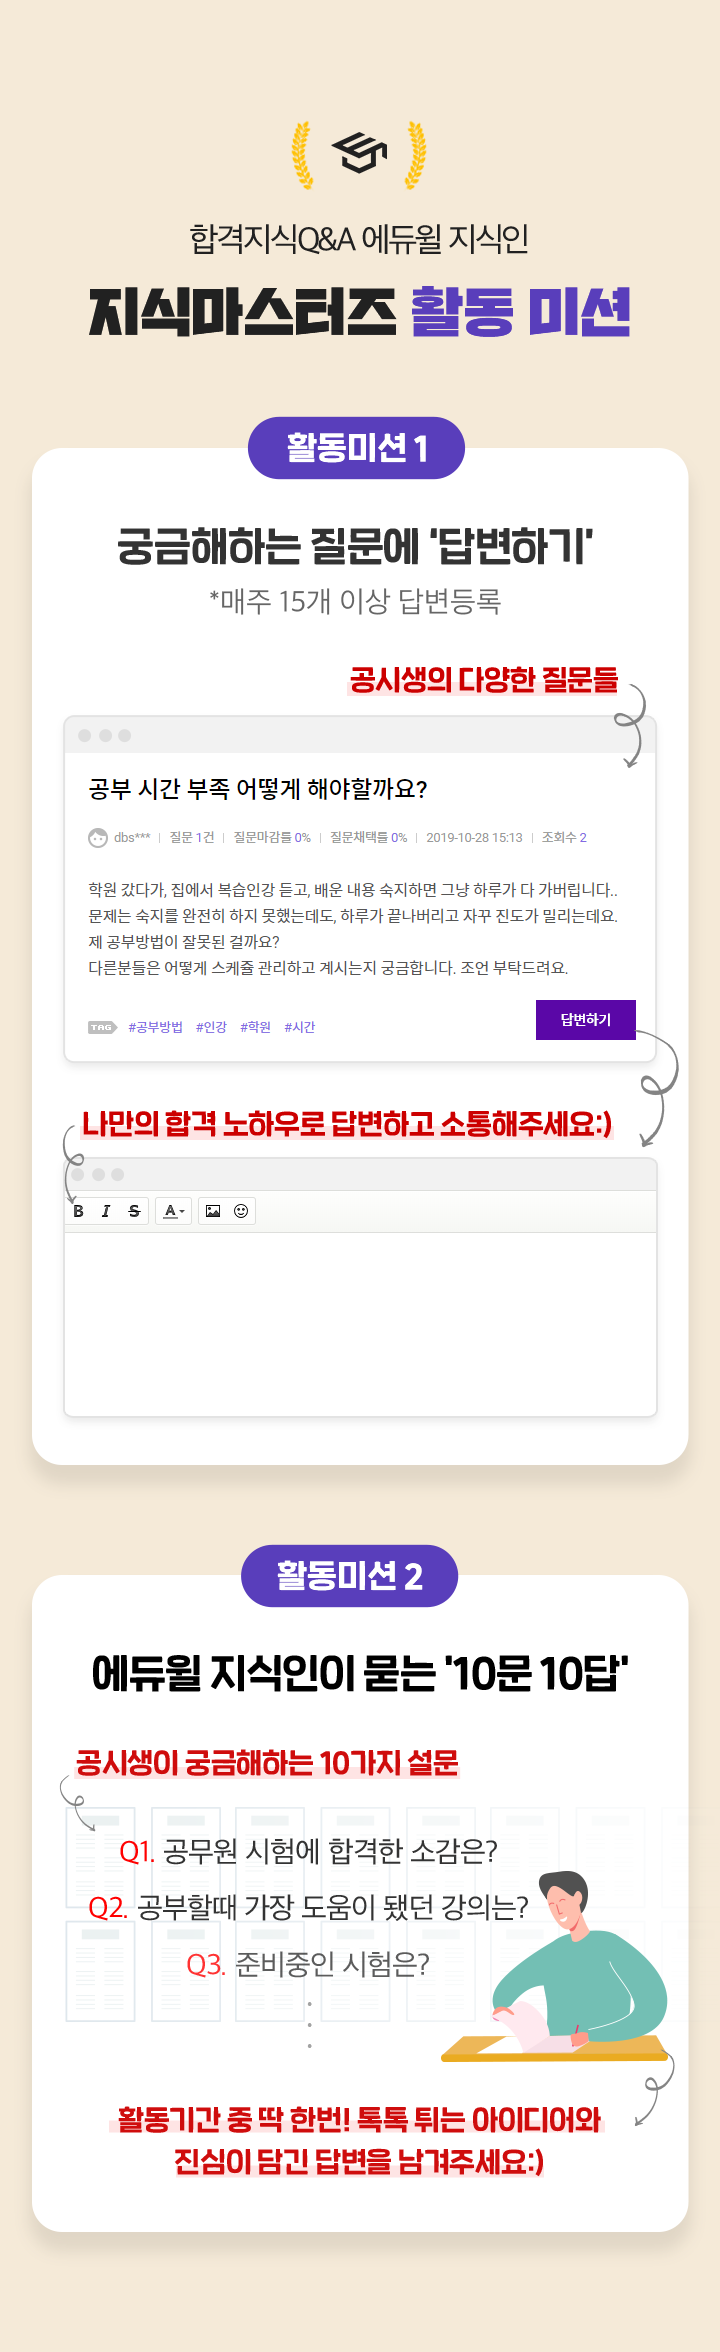 합격지식Q&A 에듀윌 지식인
지식마스터즈 활동 미션
활동미션 1
궁금해하는 질문에 '답변하기'
*매주 15개 이상 답변등록
공시생의 다양한 질문들
공부 시간 부족 어떻게 해야할까요?
dbs*** | 질문 1건 | 질문마감률 0% | 질문채택률 0% | 2019-10-28 15:13 | 조회수 2
학원 갔다가, 집에서 복습인강 듣고, 배운 내용 숙지하면 그냥 하루가 다 가버립니다..
문제는 숙지를 완전히 하지 못했는데도, 하루가 끝나버리고 자꾸 진도가 밀리는데요.
제 공부방법이 잘못된 걸까요?
다른분들은 어떻게 스케쥴 관리하고 계시는지 궁금합니다. 조언 부탁드려요.
답변하기
TAG #공부방법 #인강 #학원 #시간
나만의 합격 노하우로 답변하고 소통해주세요:)
B I S A
활동미션 2
에듀윌 지식인이 묻는 '10문 10답'
공시생이 궁금해하는 10가지 설문
Q1. 공무원 시험에 합격한 소감은?
Q2. 공부할때 가장 도움이 됐던 강의는?
Q3. 준비중인 시험은?
활동기간 중 딱 한번! 톡톡 튀는 아이디어와
진심이 담긴 답변을 남겨주세요:)